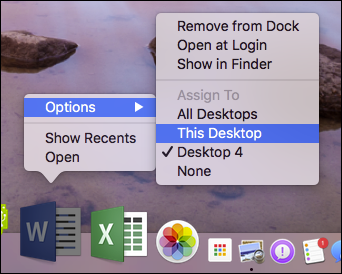 Remove from Dock
Open at Login
Show in Finder
Assign To
All Desktops
This Desktop
Desktop 4
None
Options
Show Recents
Open
W
X
1